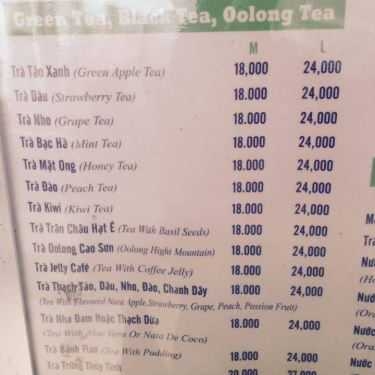 Green Tea, Black Tea, Oolong Tea
M L
Trà Táo Xanh (Green Apple Tea) 18,000 24,000
Trà Dâu (Strawberry Tea) 18.000 24,000
Trà Nho (Grape Tea) 18.000 24,000
Trà Bạc Hà (Mint Tea) 18.000 24,000
Trà Mật Ong (Honey Tea) 18.000 24,000
Trà Đào (Peach Tea) 18.000 24,000
Trà Kiwi (Kiwi Tea) 18.000 24,000
Trà Trân Châu Hạt É (Tea With Basil Seeds) 18.000 24,000
Trà Oolong Cao Sơn (Oolong Hight Mountain) 18.000 24,000
Trà Jelly Café (Tea With Coffee Jelly) 18.000 24,000
Trà Thạch Táo, Dâu, Nho, Đào, Chanh Dây 18.000 24,000
(Tea With Flavored Nata Apple, Strawberry, Grape, Peach, Passion Fruit)
Trà Nha Đam Hoặc Thạch Dừa 18.000 24,000
(Tea With Aloe Vera Or Nata De Coco)
Trà Bánh Flan (Tea With Pudding) 18.000 24,000
Trà
Nước
(Ora
Nước
Nước
(Ora
Nước